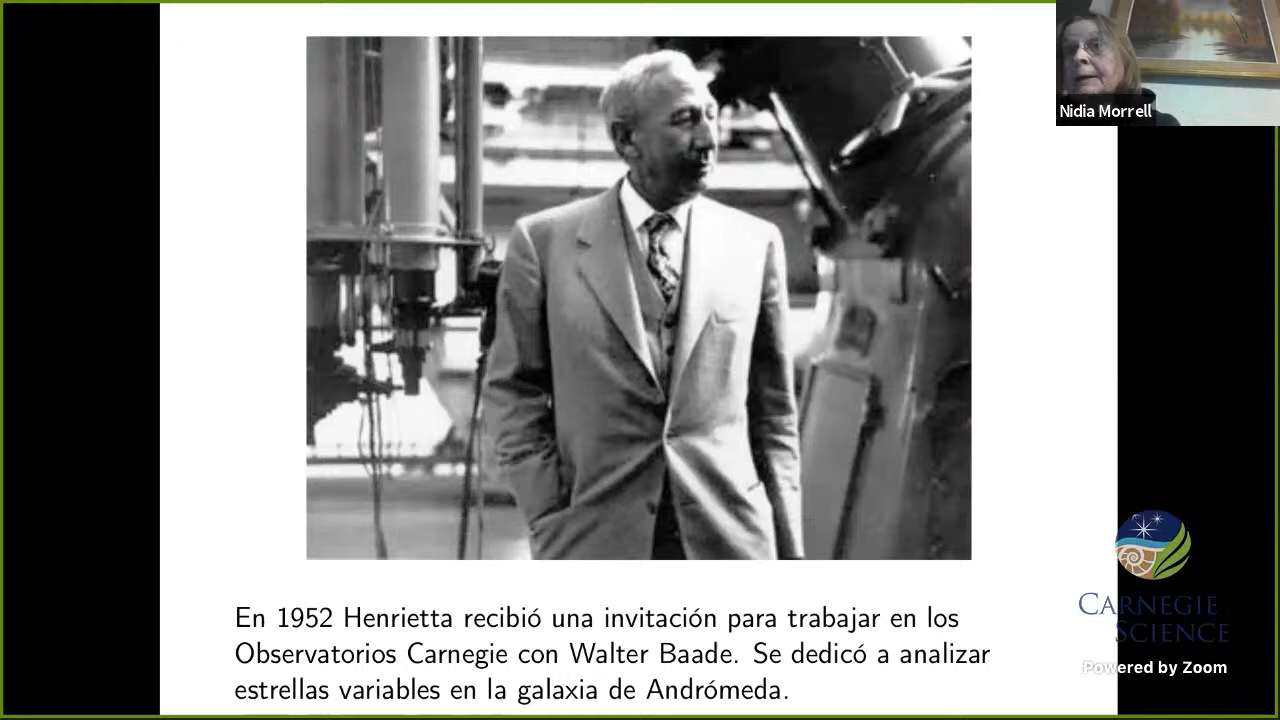 Nidia Morrell
En 1952 Henrietta recibió una invitación para trabajar en los
Observatorios Carnegie con Walter Baade. Se dedicó a analizar
estrellas variables en la galaxia de Andrómeda.
CARNEGIE
SCIENCE
Powered by Zoom